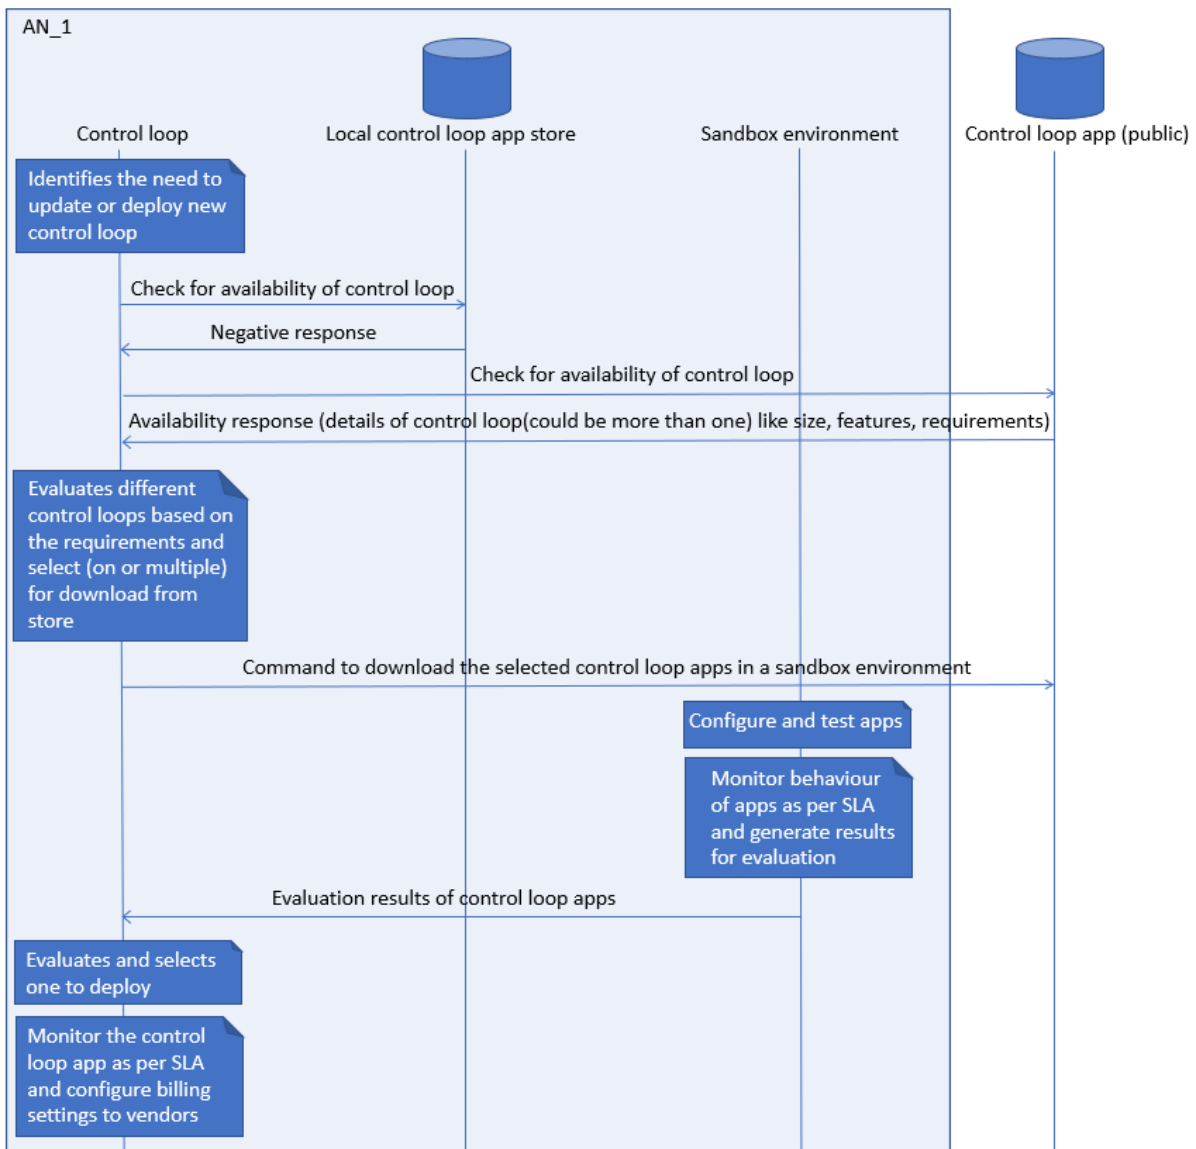 AN_1
Control loop
Local control loop app store
Sandbox environment
Control loop app (public)
Identifies the need to
update or deploy new
control loop
Check for availability of control loop
Negative response
Check for availability of control loop
Availability response (details of control loop(could be more than one) like size, features, requirements)
Evaluates different
control loops based on
the requirements and
select (on or multiple)
for download from
store
Command to download the selected control loop apps in a sandbox environment
Configure and test apps
Monitor behaviour
of apps as per SLA
and generate results
for evaluation
Evaluation results of control loop apps
Evaluates and selects
one to deploy
Monitor the control
loop app as per SLA
and configure billing
settings to vendors